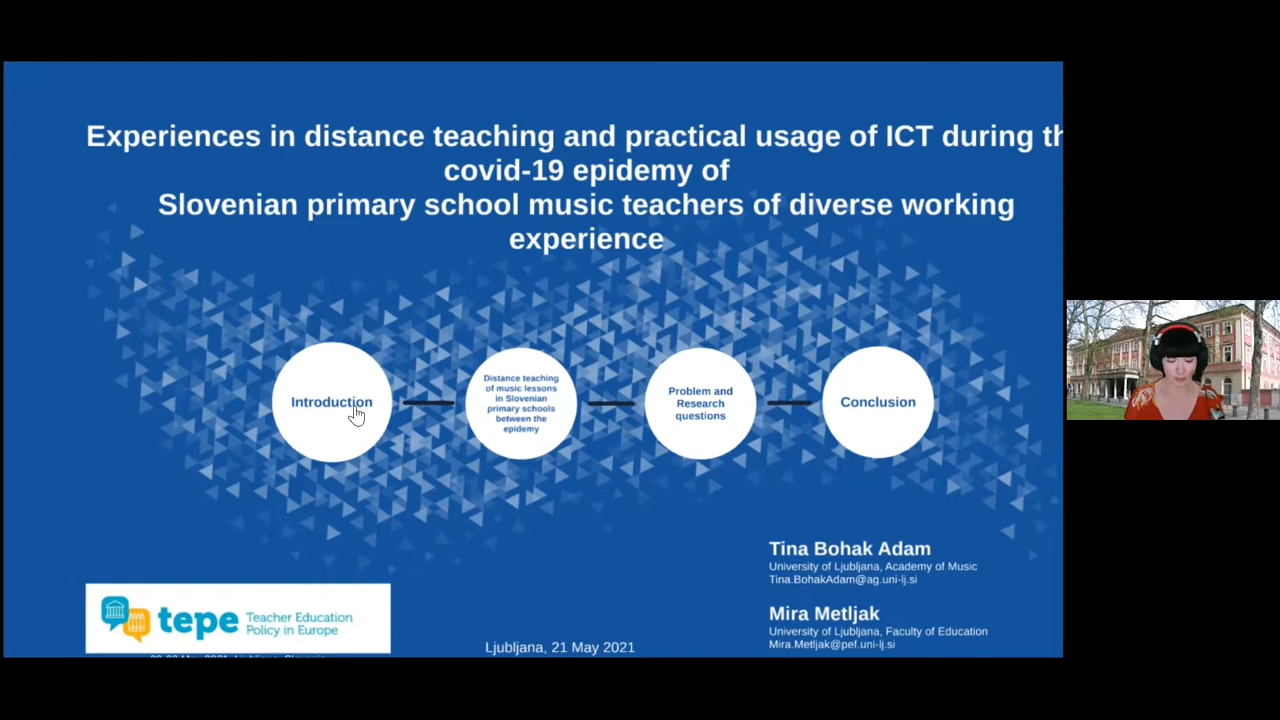 Experiences in distance teaching and practical usage of ICT during th
covid-19 epidemy of
Slovenian primary school music teachers of diverse working
experience
Introduction
Distance teaching
of music lessons
in Slovenian
primary schools
between the
epidemy
Problem and
Research
questions
Conclusion
Tina Bohak Adam
University of Ljubljana, Academy of Music
Tina.BohakAdam@ag.uni-lj.si
Mira Metljak
University of Ljubljana, Faculty of Education
Mira.Metljak@pef.uni-lj.si
tepe Teacher Education
Policy in Europe
Ljubljana, 21 May 2021